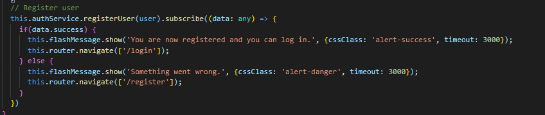 // Register user
this.authService.registerUser(user).subscribe((data: any) => {
if(data.success) {
this.flashMessage.show('You are now registered and you can log in.', {cssClass: 'alert-success', timeout: 3000});
this.router.navigate(['/login']);
} else {
this.flashMessage.show('Something went wrong.', {cssClass: 'alert-danger', timeout: 3000});
this.router.navigate(['/register']);
}
})
}